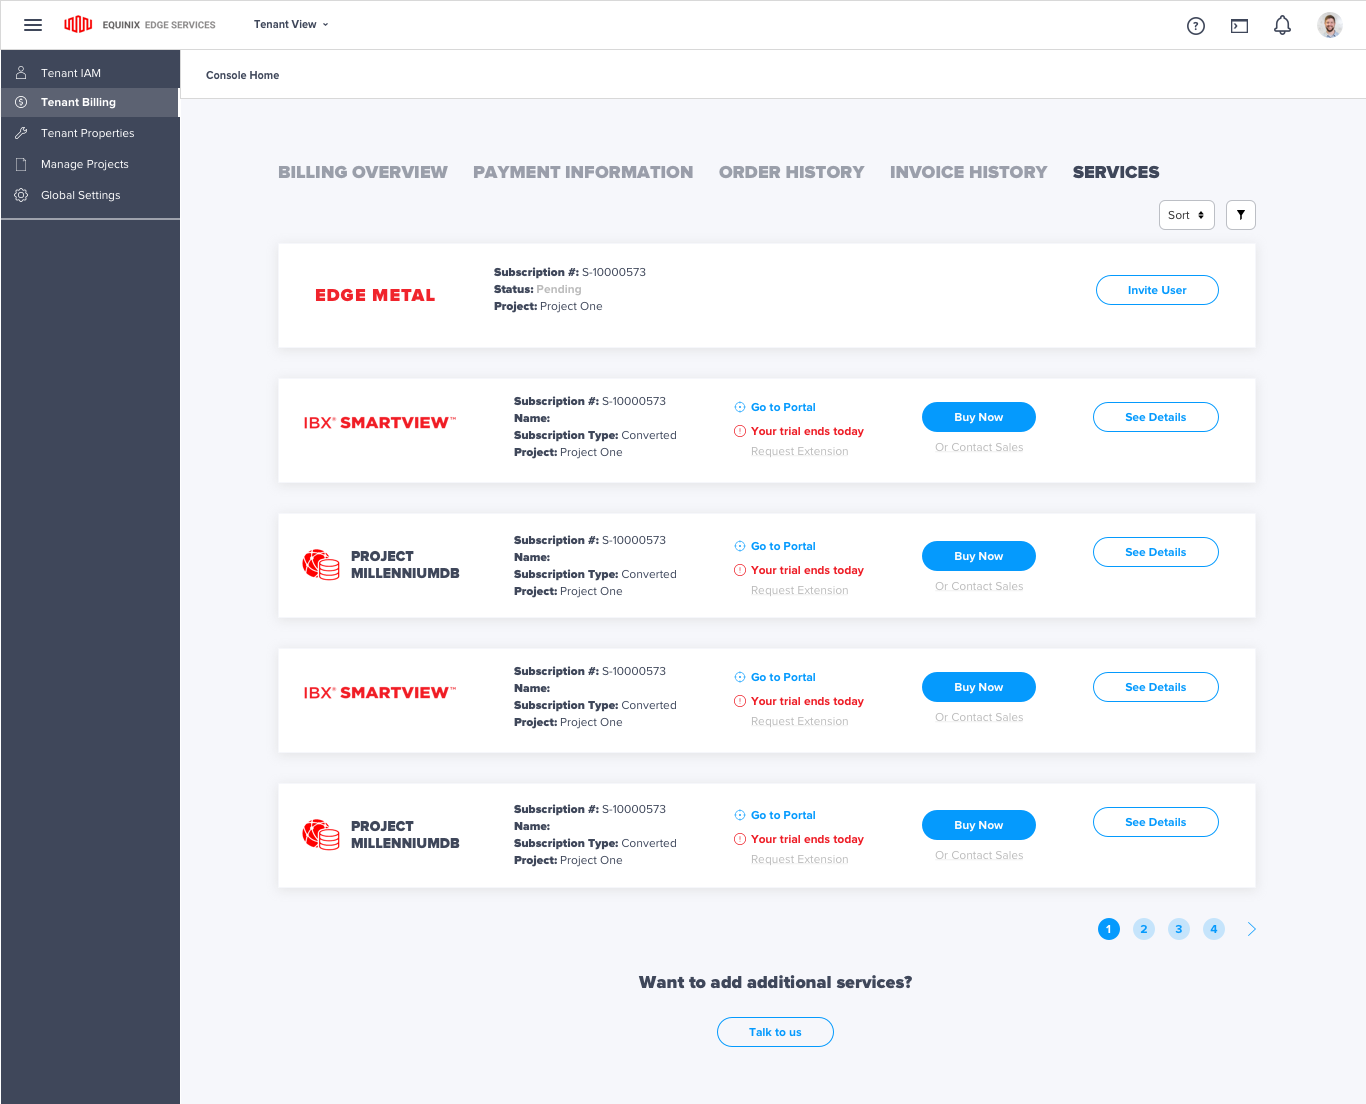 EQUINIX EDGE SERVICES
Tenant View
Tenant IAM
Tenant Billing
Tenant Properties
Manage Projects
Global Settings
Console Home
BILLING OVERVIEW PAYMENT INFORMATION ORDER HISTORY INVOICE HISTORY SERVICES
Sort
EDGE METAL
Subscription #: S-10000573
Status: Pending
Project: Project One
Invite User
IBX® SMARTVIEW™
Subscription #: S-10000573
Name:
Subscription Type: Converted
Project: Project One
Go to Portal
Your trial ends today
Request Extension
Buy Now
Or Contact Sales
See Details
PROJECT
MILLENNIUMDB
Subscription #: S-10000573
Name:
Subscription Type: Converted
Project: Project One
Go to Portal
Your trial ends today
Request Extension
Buy Now
Or Contact Sales
See Details
IBX® SMARTVIEW™
Subscription #: S-10000573
Name:
Subscription Type: Converted
Project: Project One
Go to Portal
Your trial ends today
Request Extension
Buy Now
Or Contact Sales
See Details
PROJECT
MILLENNIUMDB
Subscription #: S-10000573
Name:
Subscription Type: Converted
Project: Project One
Go to Portal
Your trial ends today
Request Extension
Buy Now
Or Contact Sales
See Details
1 2 3 4
Want to add additional services?
Talk to us